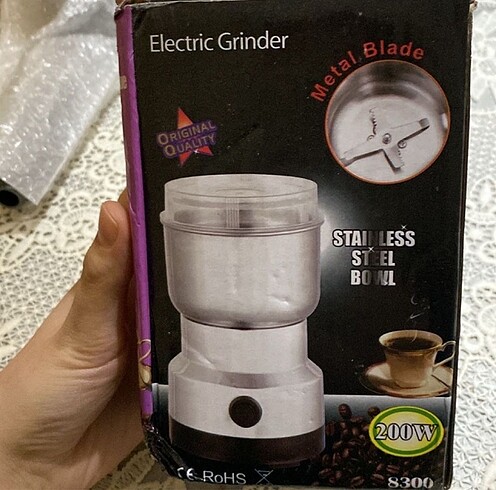 Electric Grinder
Metal Blade
ORIGINAL
QUALITY
STAINLESS
STEEL
BOWL
200W
CE RoHS
8300